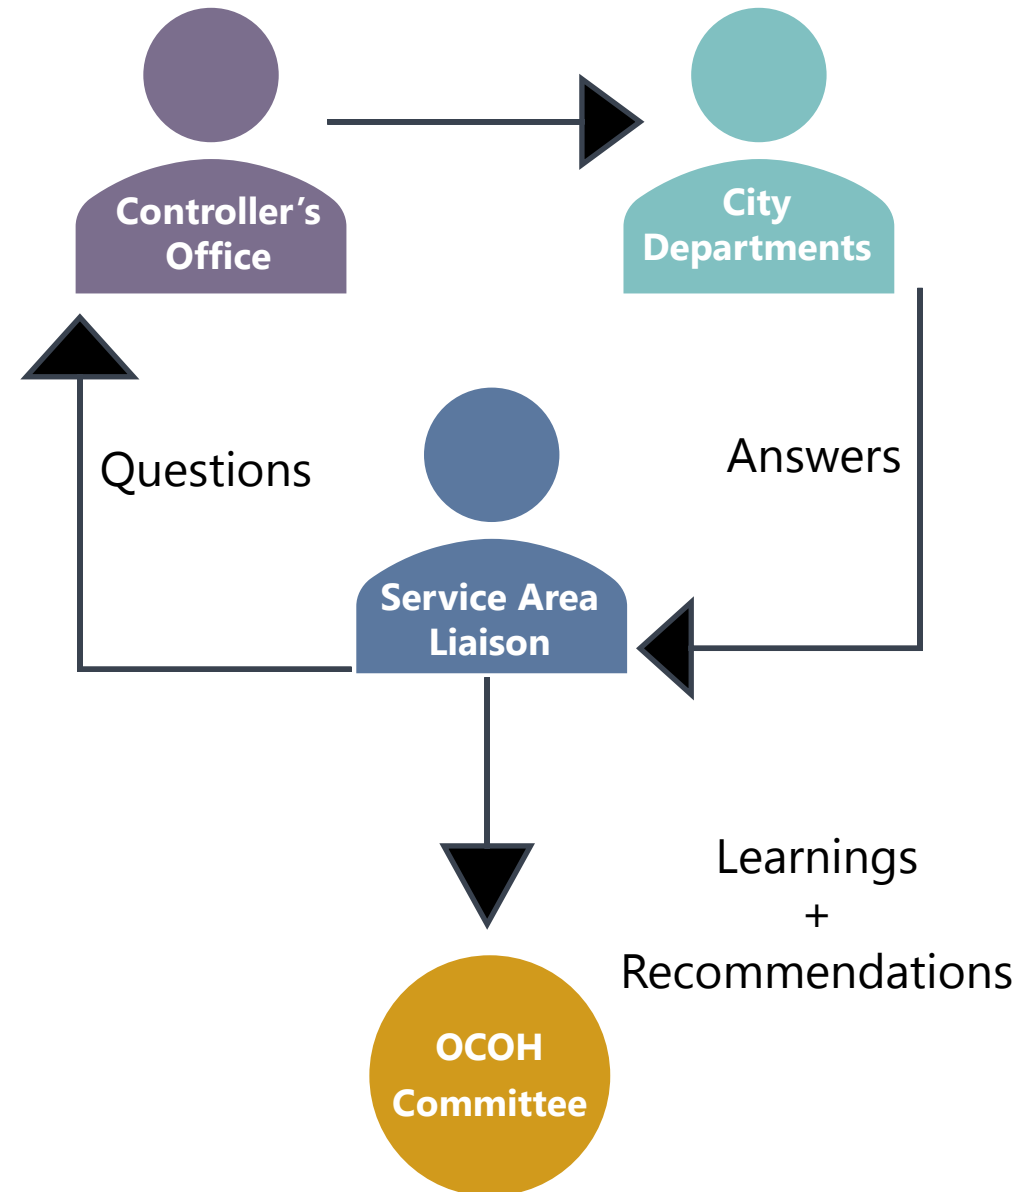 Controller’s
Office
City
Departments
Questions
Answers
Service Area
Liaison
Learnings
+
Recommendations
OCOH
Committee